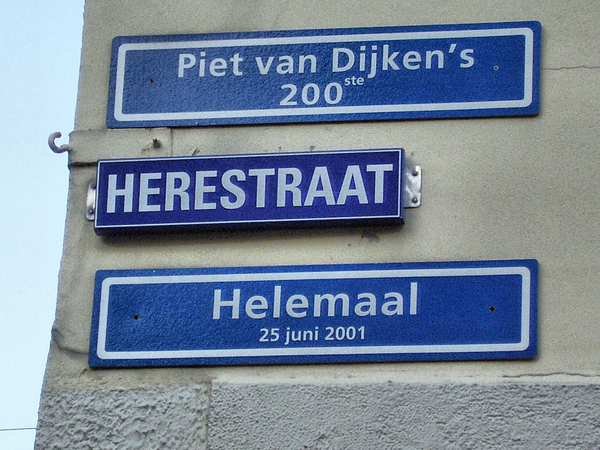 Piet van Dijken's
200ste
HERESTRAAT
Helemaal
25 juni 2001